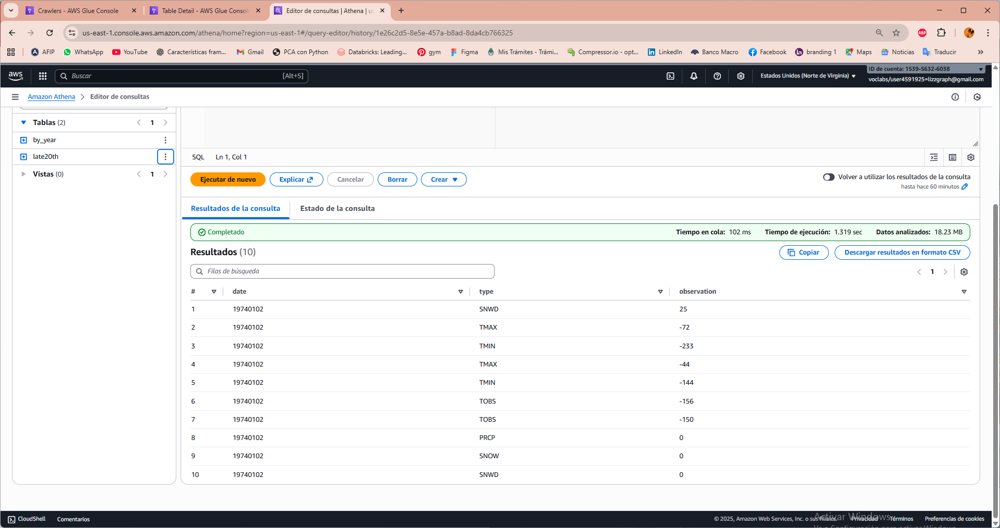 Crawlers - AWS Glue Console
Table Detail - AWS Glue Console
Editor de consultas | Athena | us
us-east-1.console.aws.amazon.com/athena/home?region=us-east-1#/query-editor/history/1e26c2d5-8e5e-457a-b8ad-8da4cb766325
ABP
AFIP WhatsApp YouTube Características fram... Gmail PCA con Python Databricks: Leading... gym Figma Mis Trámites - Trámi... Compressor.io - opt... LinkedIn Banco Macro Facebook branding 1 Maps Noticias Traducir
aws Buscar [Alt+S] Estados Unidos (Norte de Virginia)
ID de cuenta: 1539-5632-6038
voclabs/user4591925=lizzgraph@gmail.com
Amazon Athena Editor de consultas
Tablas (2) 1
by_year
late20th
Vistas (0) 1
SQL Ln 1, Col 1
Ejecutar de nuevo Explicar Cancelar Borrar Crear
Volver a utilizar los resultados de la consulta
hasta hace 60 minutos
Resultados de la consulta Estado de la consulta
Completado Tiempo en cola: 102 ms Tiempo de ejecución: 1.319 sec Datos analizados: 18.23 MB
Resultados (10) Copiar Descargar resultados en formato CSV
Filas de búsqueda 1
# date type observation
1 19740102 SNWD 25
2 19740102 TMAX -72
3 19740102 TMIN -233
4 19740102 TMAX -44
5 19740102 TMIN -144
6 19740102 TOBS -156
7 19740102 TOBS -150
8 19740102 PRCP 0
9 19740102 SNOW 0
10 19740102 SNWD 0
Activar Windows
CloudShell Comentarios © 2025, Amazon Web Services, Inc. o sus filiales. Privacidad Términos Preferencias de cookies
Ve a Configuración para activar Windows.